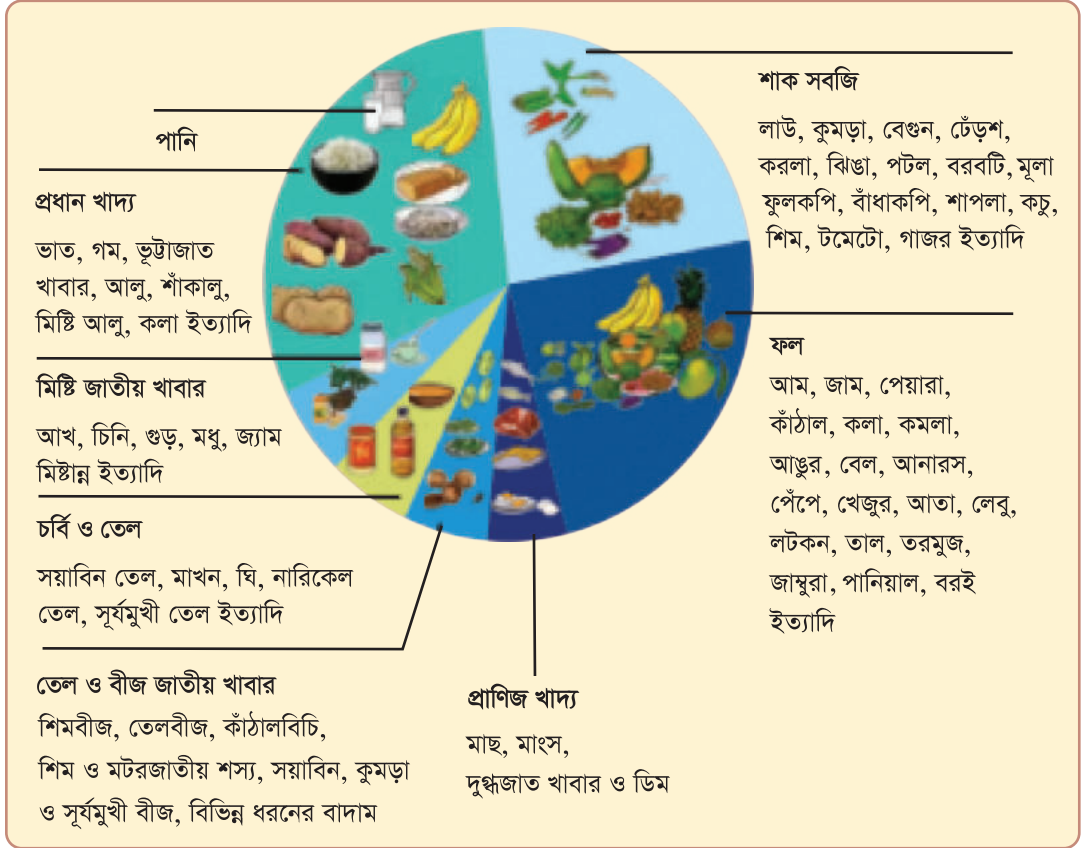 পানি
প্রধান খাদ্য
ভাত, গম, ভূট্টাজাত
খাবার, আলু, শাঁকালু,
মিষ্টি আলু, কলা ইত্যাদি
মিষ্টি জাতীয় খাবার
আখ, চিনি, গুড়, মধু, জ্যাম
মিষ্টান্ন ইত্যাদি
চর্বি ও তেল
সয়াবিন তেল, মাখন, ঘি, নারিকেল
তেল, সূর্যমুখী তেল ইত্যাদি
তেল ও বীজ জাতীয় খাবার
শিমবীজ, তেলবীজ, কাঁঠালবিচি,
শিম ও মটরজাতীয় শস্য, সয়াবিন, কুমড়া
ও সূর্যমুখী বীজ, বিভিন্ন ধরনের বাদাম
প্রাণিজ খাদ্য
মাছ, মাংস,
দুগ্ধজাত খাবার ও ডিম
শাক সবজি
লাউ, কুমড়া, বেগুন, ঢেঁড়শ,
করলা, ঝিঙা, পটল, বরবটি, মূলা
ফুলকপি, বাঁধাকপি, শাপলা, কচু,
শিম, টমেটো, গাজর ইত্যাদি
ফল
আম, জাম, পেয়ারা,
কাঁঠাল, কলা, কমলা,
আঙুর, বেল, আনারস,
পেঁপে, খেজুর, আতা, লেবু,
লটকন, তাল, তরমুজ,
জাম্বুরা, পানিয়াল, বরই
ইত্যাদি